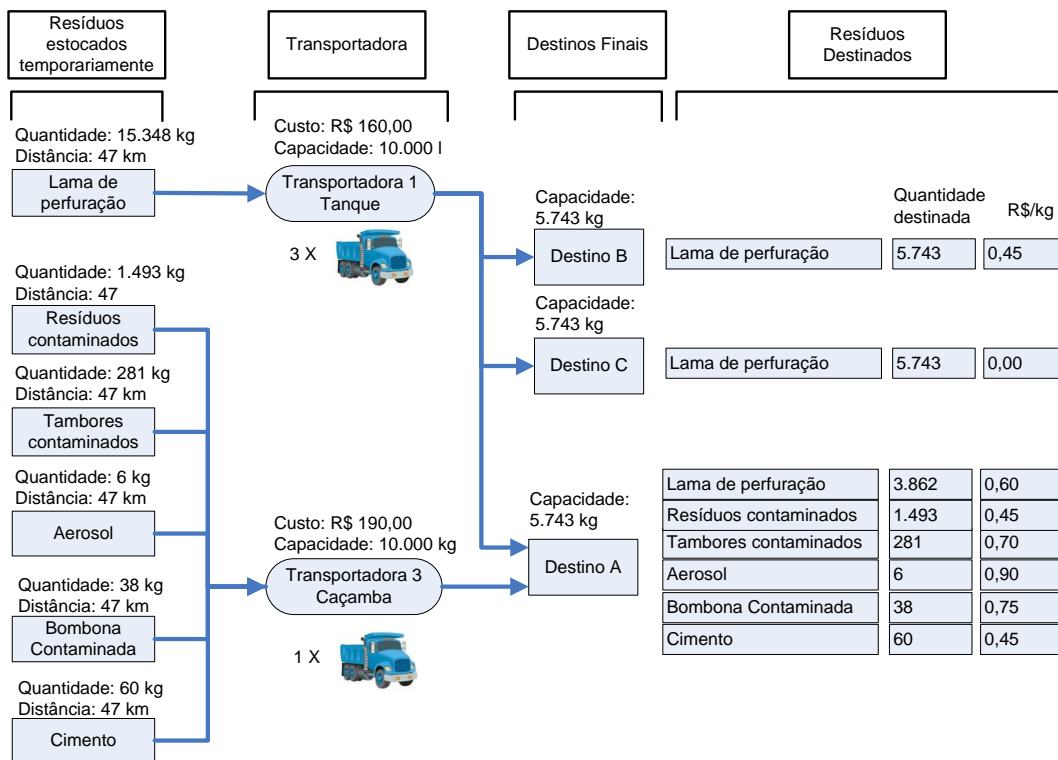 Resíduos
estocados
temporariamente
Transportadora
Destinos Finais
Resíduos
Destinados
Quantidade: 15.348 kg
Distância: 47 km
Lama de
perfuração
Quantidade: 1.493 kg
Distância: 47
Resíduos
contaminados
Quantidade: 281 kg
Distância: 47 km
Tambores
contaminados
Quantidade: 6 kg
Distância: 47 km
Aerosol
Quantidade: 38 kg
Distância: 47 km
Bombona
Contaminada
Quantidade: 60 kg
Distância: 47 km
Cimento
Custo: R$ 160,00
Capacidade: 10.000 l
Transportadora 1
Tanque
3 X
Custo: R$ 190,00
Capacidade: 10.000 kg
Transportadora 3
Caçamba
1 X
Capacidade:
5.743 kg
Destino B
Capacidade:
5.743 kg
Destino C
Capacidade:
5.743 kg
Destino A
Quantidade
destinada
R$/kg
Lama de perfuração 5.743 0,45
Lama de perfuração 5.743 0,00
Lama de perfuração 3.862 0,60
Resíduos contaminados 1.493 0,45
Tambores contaminados 281 0,70
Aerosol 6 0,90
Bombona Contaminada 38 0,75
Cimento 60 0,45